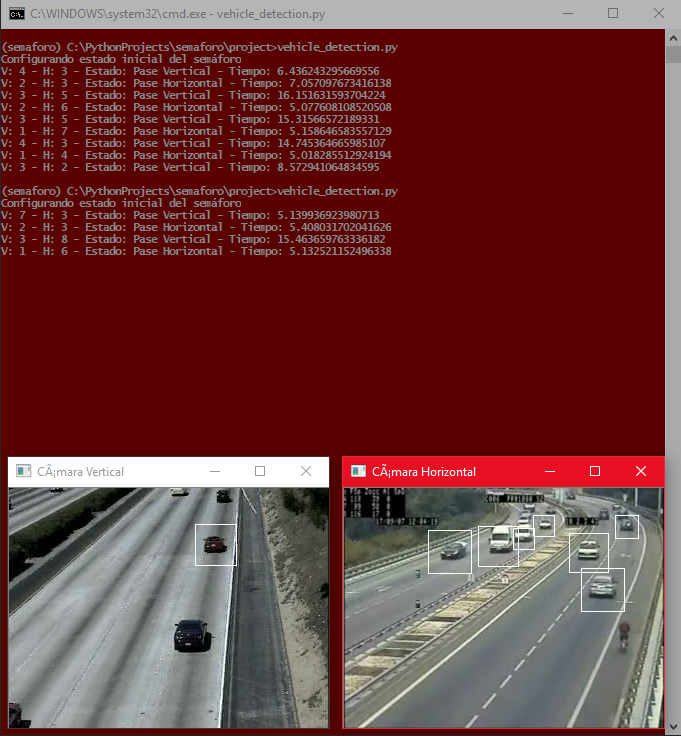 C:\WINDOWS\system32\cmd.exe - vehicle_detection.py
(semaforo) C:\PythonProjects\semaforo\project>vehicle_detection.py
Configurando estado inicial del semáforo
V: 4 - H: 3 - Estado: Pase Vertical - Tiempo: 6.436243295669556
V: 2 - H: 3 - Estado: Pase Horizontal - Tiempo: 7.057097673416138
V: 3 - H: 5 - Estado: Pase Vertical - Tiempo: 16.151631593704224
V: 2 - H: 6 - Estado: Pase Horizontal - Tiempo: 5.077608108520508
V: 3 - H: 5 - Estado: Pase Vertical - Tiempo: 15.31566572189331
V: 1 - H: 7 - Estado: Pase Horizontal - Tiempo: 5.158646583557129
V: 4 - H: 3 - Estado: Pase Vertical - Tiempo: 14.745364665985107
V: 1 - H: 4 - Estado: Pase Horizontal - Tiempo: 5.018285512924194
V: 3 - H: 2 - Estado: Pase Vertical - Tiempo: 8.572941064834595
(semaforo) C:\PythonProjects\semaforo\project>vehicle_detection.py
Configurando estado inicial del semáforo
V: 7 - H: 3 - Estado: Pase Vertical - Tiempo: 5.139936923980713
V: 2 - H: 3 - Estado: Pase Horizontal - Tiempo: 5.408031702041626
V: 3 - H: 8 - Estado: Pase Vertical - Tiempo: 15.463659763336182
V: 1 - H: 6 - Estado: Pase Horizontal - Tiempo: 5.132521152496338
CÃ¡mara Vertical
CÃ¡mara Horizontal